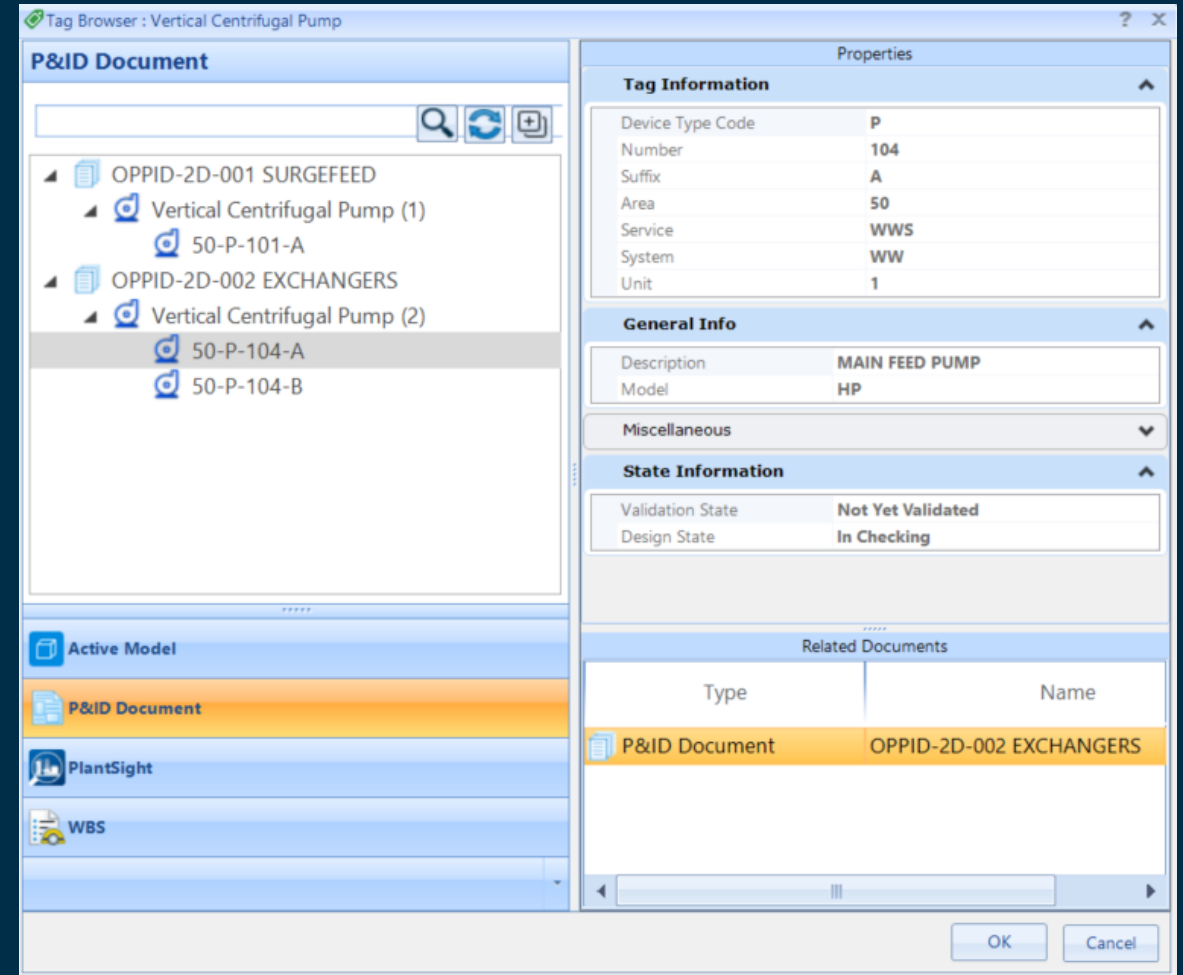 Tag Browser : Vertical Centrifugal Pump
? X
P&ID Document
OPPID-2D-001 SURGEFEED
Vertical Centrifugal Pump (1)
50-P-101-A
OPPID-2D-002 EXCHANGERS
Vertical Centrifugal Pump (2)
50-P-104-A
50-P-104-B
Active Model
P&ID Document
PlantSight
WBS
Properties
Tag Information
Device Type Code P
Number 104
Suffix A
Area 50
Service WWS
System WW
Unit 1
General Info
Description MAIN FEED PUMP
Model HP
Miscellaneous
State Information
Validation State Not Yet Validated
Design State In Checking
Related Documents
Type Name
P&ID Document OPPID-2D-002 EXCHANGERS
OK Cancel